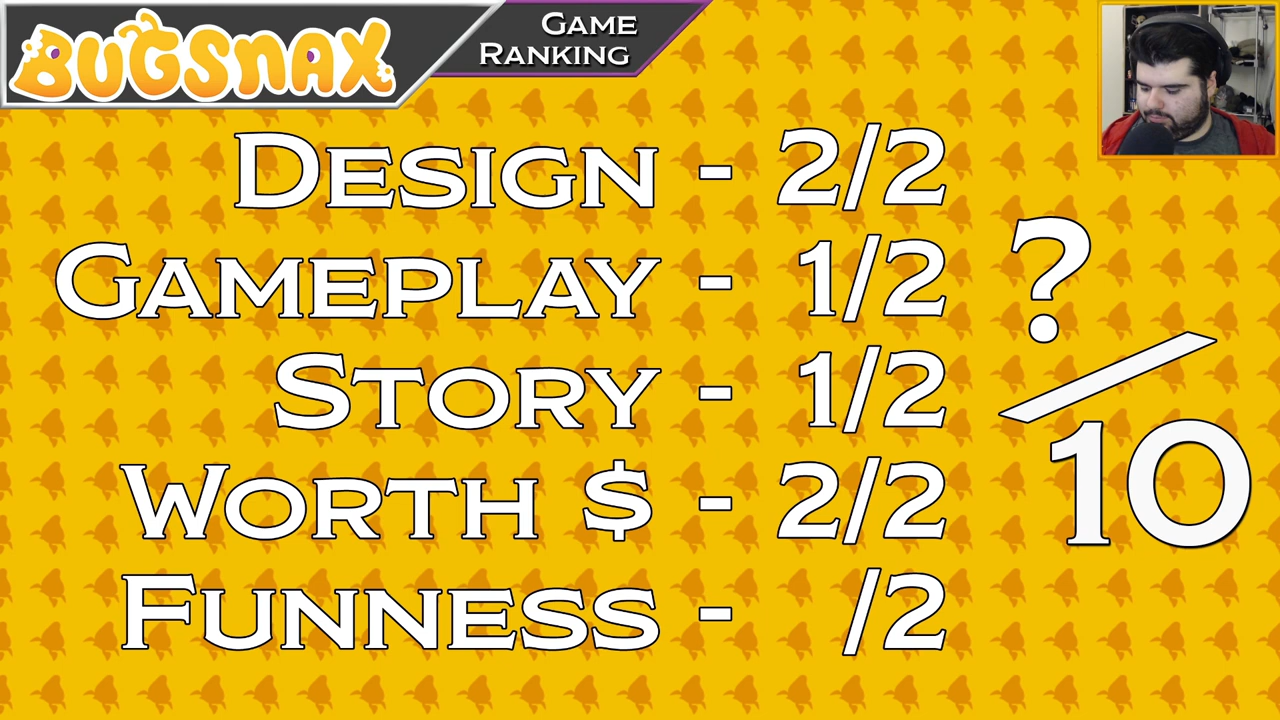 BUGSNAX
GAME
RANKING
DESIGN - 2/2
GAMEPLAY - 1/2
STORY - 1/2
WORTH $ - 2/2
FUNNESS - /2
?/10